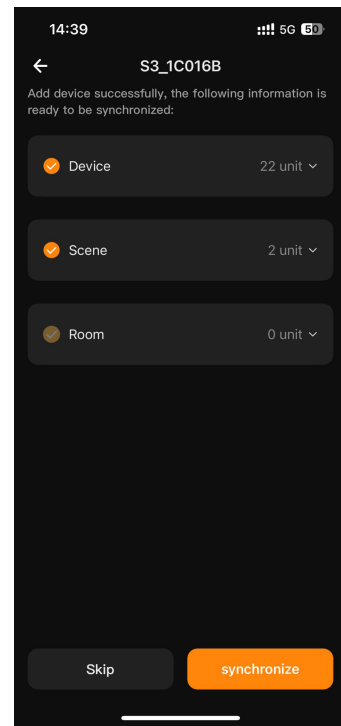 14:39
5G 50
S3_1C016B
Add device successfully, the following information is
ready to be synchronized:
Device 22 unit
Scene 2 unit
Room 0 unit
Skip synchronize